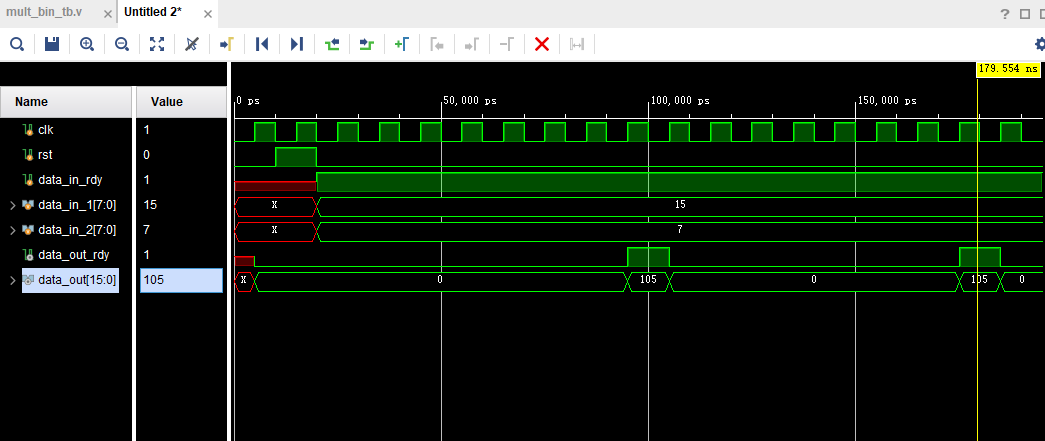 mult_bin_tb.v × Untitled 2* × ?
179.554 ns
Name Value
0 ps 50,000 ps 100,000 ps 150,000 ps
clk 1
rst 0
data_in_rdy 1
data_in_1[7:0] 15 X 15
data_in_2[7:0] 7 X 7
data_out_rdy 1
data_out[15:0] 105 X 0 105 0 105 0